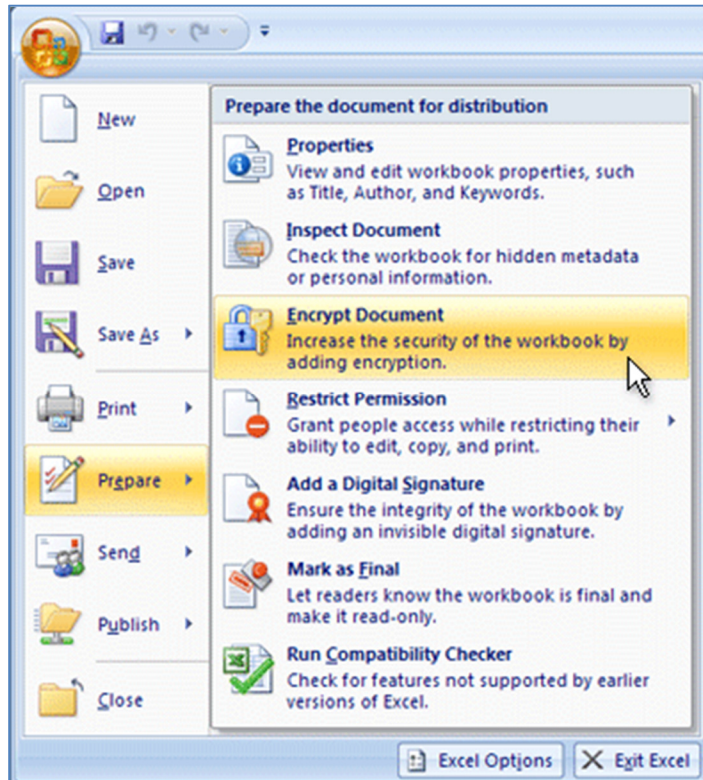 New
Open
Save
Save As
Print
Prepare
Send
Publish
Close
Prepare the document for distribution
Properties
View and edit workbook properties, such
as Title, Author, and Keywords.
Inspect Document
Check the workbook for hidden metadata
or personal information.
Encrypt Document
Increase the security of the workbook by
adding encryption.
Restrict Permission
Grant people access while restricting their
ability to edit, copy, and print.
Add a Digital Signature
Ensure the integrity of the workbook by
adding an invisible digital signature.
Mark as Final
Let readers know the workbook is final and
make it read-only.
Run Compatibility Checker
Check for features not supported by earlier
versions of Excel.
Excel Options
Exit Excel